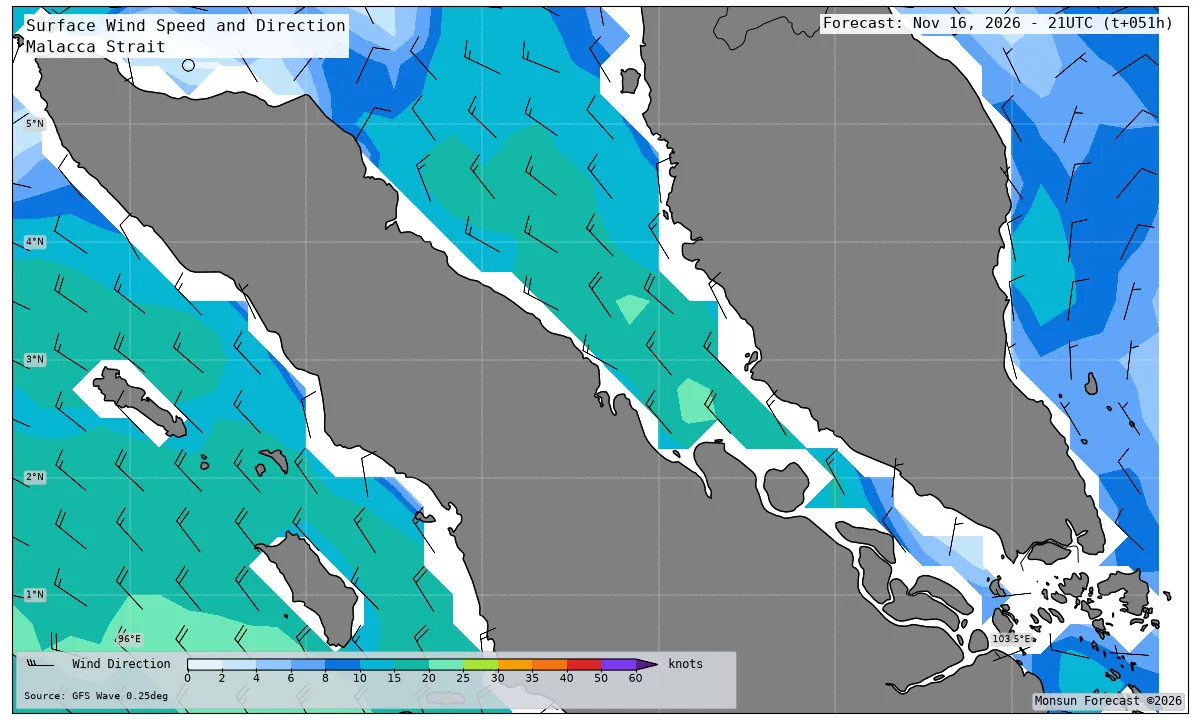 Surface Wind Speed and Direction
Malacca Strait
Forecast: Nov 16, 2026 - 21UTC (t+051h)
5°N
4°N
3°N
2°N
1°N
96°E
103.5°E
Wind Direction
0 2 4 6 8 10 15 20 25 30 35 40 50 60
knots
Source: GFS Wave 0.25deg
Monsun Forecast ©2026